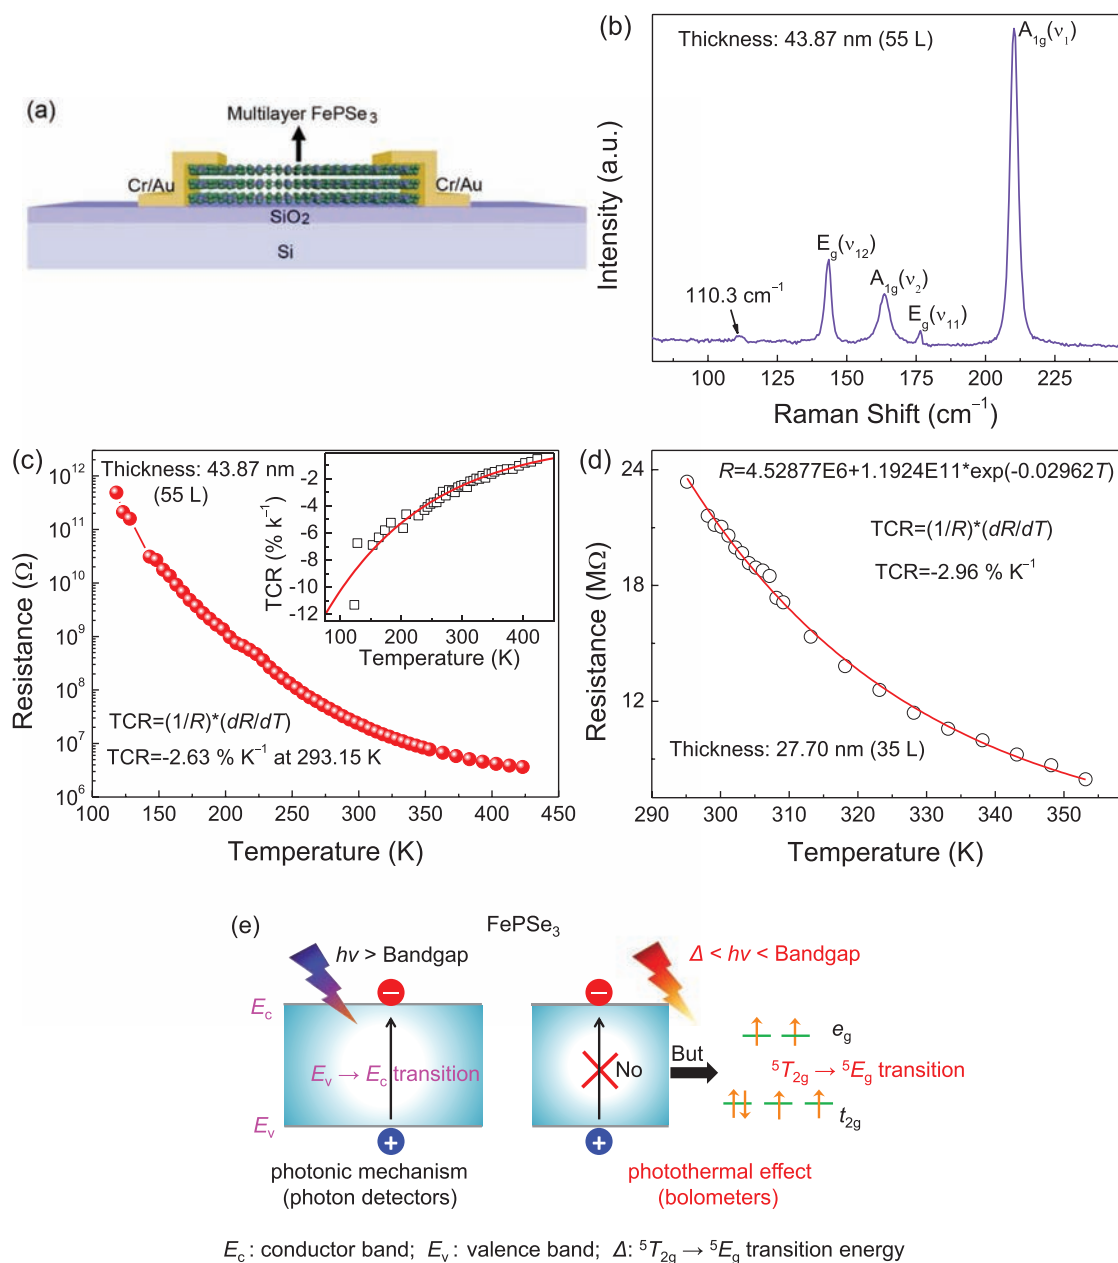 (a)
Multilayer FePSe₃
Cr/Au
Cr/Au
SiO₂
Si
(b)
Thickness: 43.87 nm (55 L)
A₁g(ν₁)
Eg(ν₁₂)
A₁g(ν₂)
110.3 cm⁻¹
Eg(ν₁₁)
Intensity (a.u.)
100 125 150 175 200 225
Raman Shift (cm⁻¹)
(c)
Thickness: 43.87 nm
(55 L)
10¹²
10¹¹
10¹⁰
10⁹
10⁸
10⁷
10⁶
Resistance (Ω)
TCR=(1/R)*(dR/dT)
TCR=-2.63 % K⁻¹ at 293.15 K
100 150 200 250 300 350 400 450
Temperature (K)
TCR (% k⁻¹)
-2
-4
-6
-8
-10
-12
100 200 300 400
Temperature (K)
(d)
R=4.52877E6+1.1924E11*exp(-0.02962T)
TCR=(1/R)*(dR/dT)
TCR=-2.96 % K⁻¹
24
18
12
6
Resistance (MΩ)
Thickness: 27.70 nm (35 L)
290 300 310 320 330 340 350
Temperature (K)
(e)
FePSe₃
hν > Bandgap
Δ < hν < Bandgap
−
−
Ec
Ev → Ec transition
No
But
eg
⁵T₂g → ⁵Eg transition
t₂g
Ev
+
+
photonic mechanism
(photon detectors)
photothermal effect
(bolometers)
Ec : conductor band; Ev : valence band; Δ: ⁵T₂g → ⁵Eg transition energy